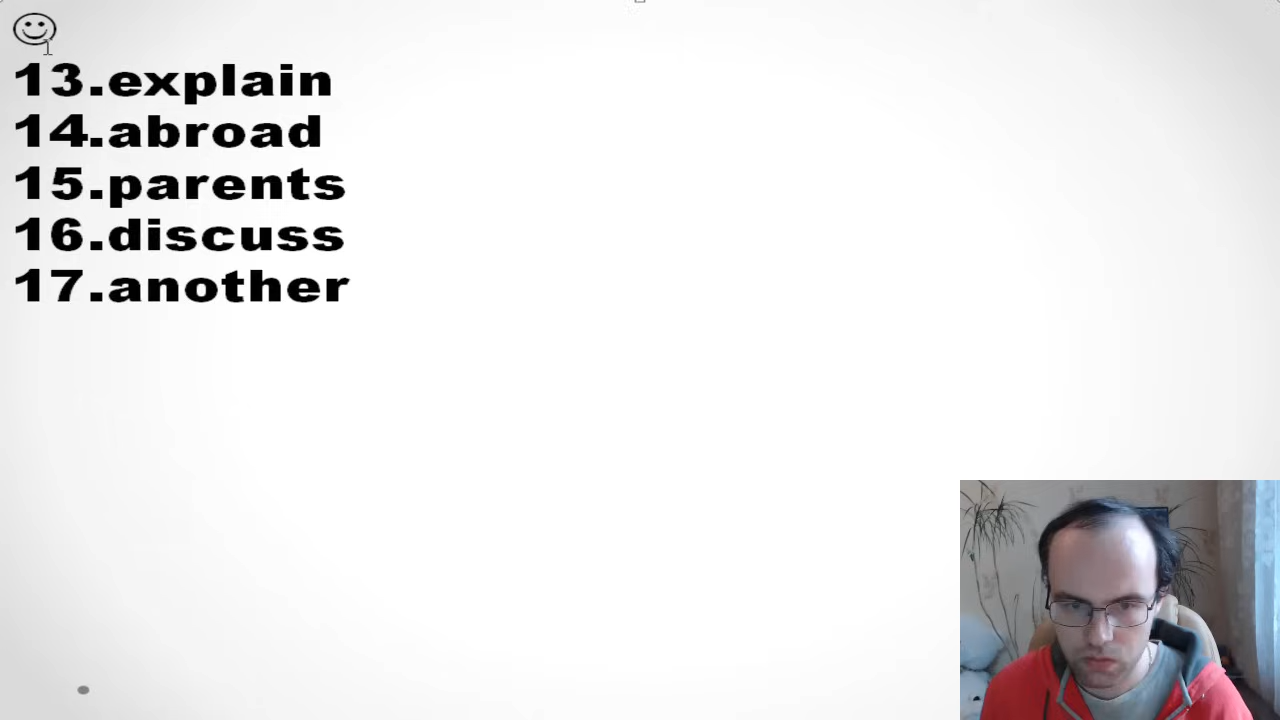 13.explain
14.abroad
15.parents
16.discuss
17.another